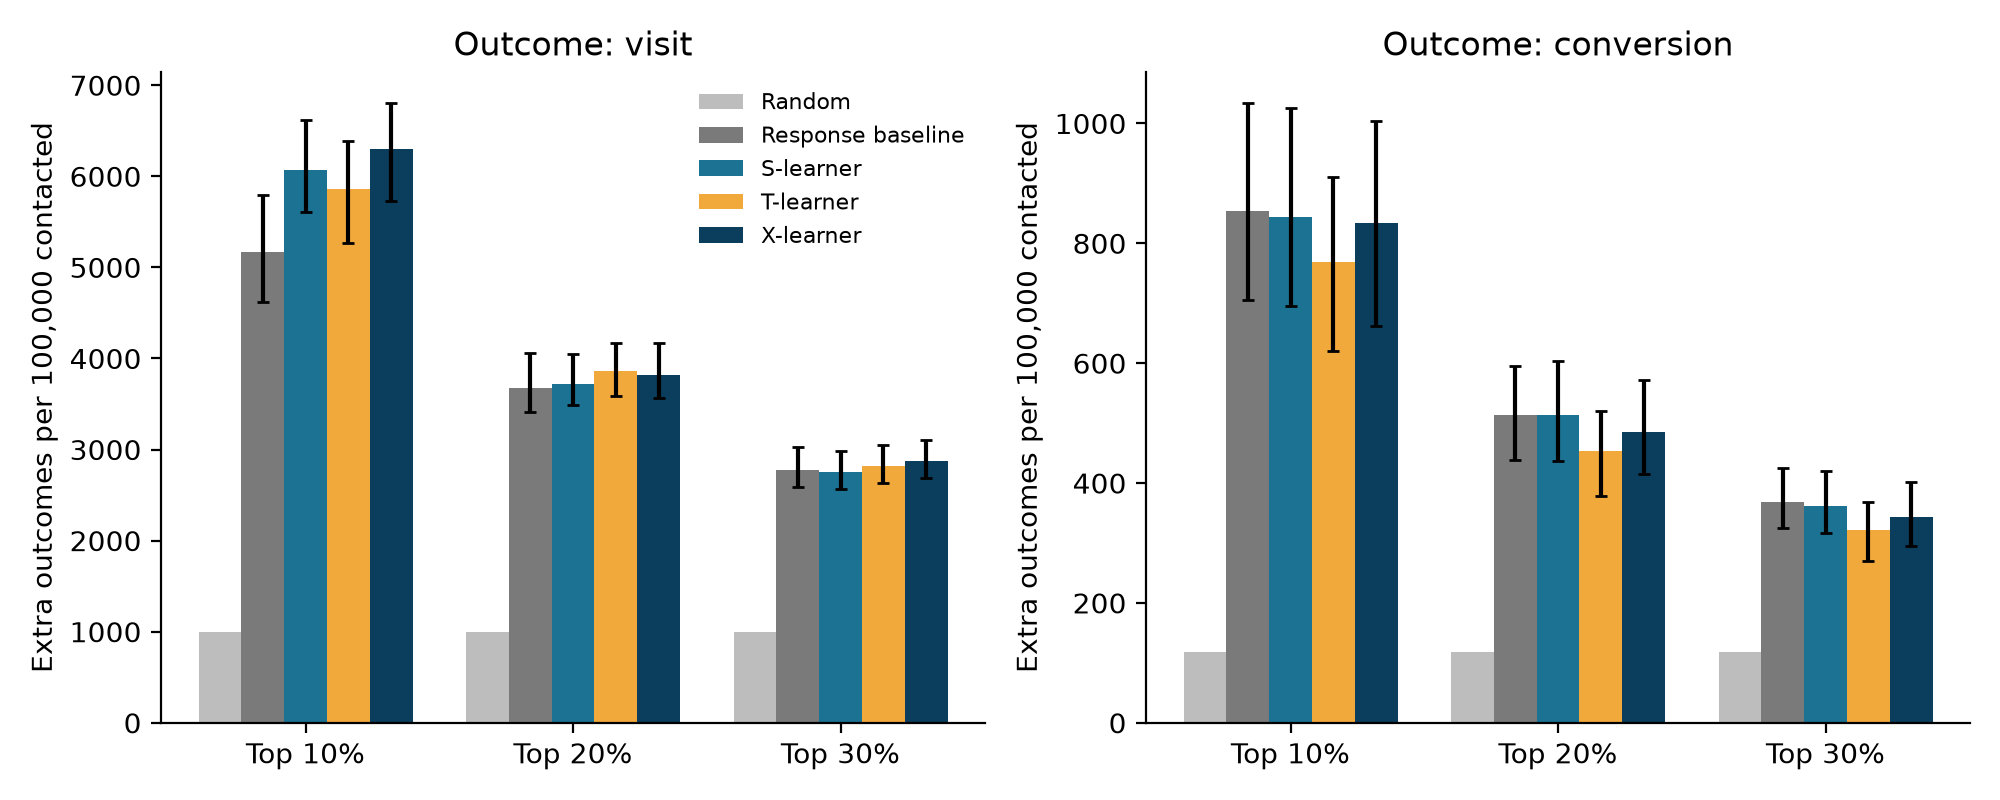 Outcome: visit
Extra outcomes per 100,000 contacted
7000
6000
5000
4000
3000
2000
1000
0
Random
Response baseline
S-learner
T-learner
X-learner
Top 10%
Top 20%
Top 30%
Outcome: conversion
Extra outcomes per 100,000 contacted
1000
800
600
400
200
0
Top 10%
Top 20%
Top 30%